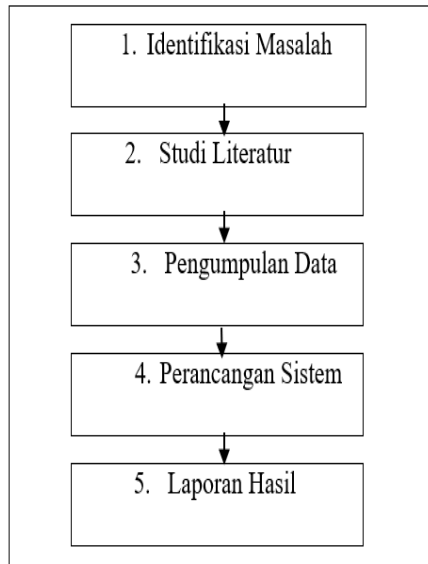 1. Identifikasi Masalah
2. Studi Literatur
3. Pengumpulan Data
4. Perancangan Sistem
5. Laporan Hasil